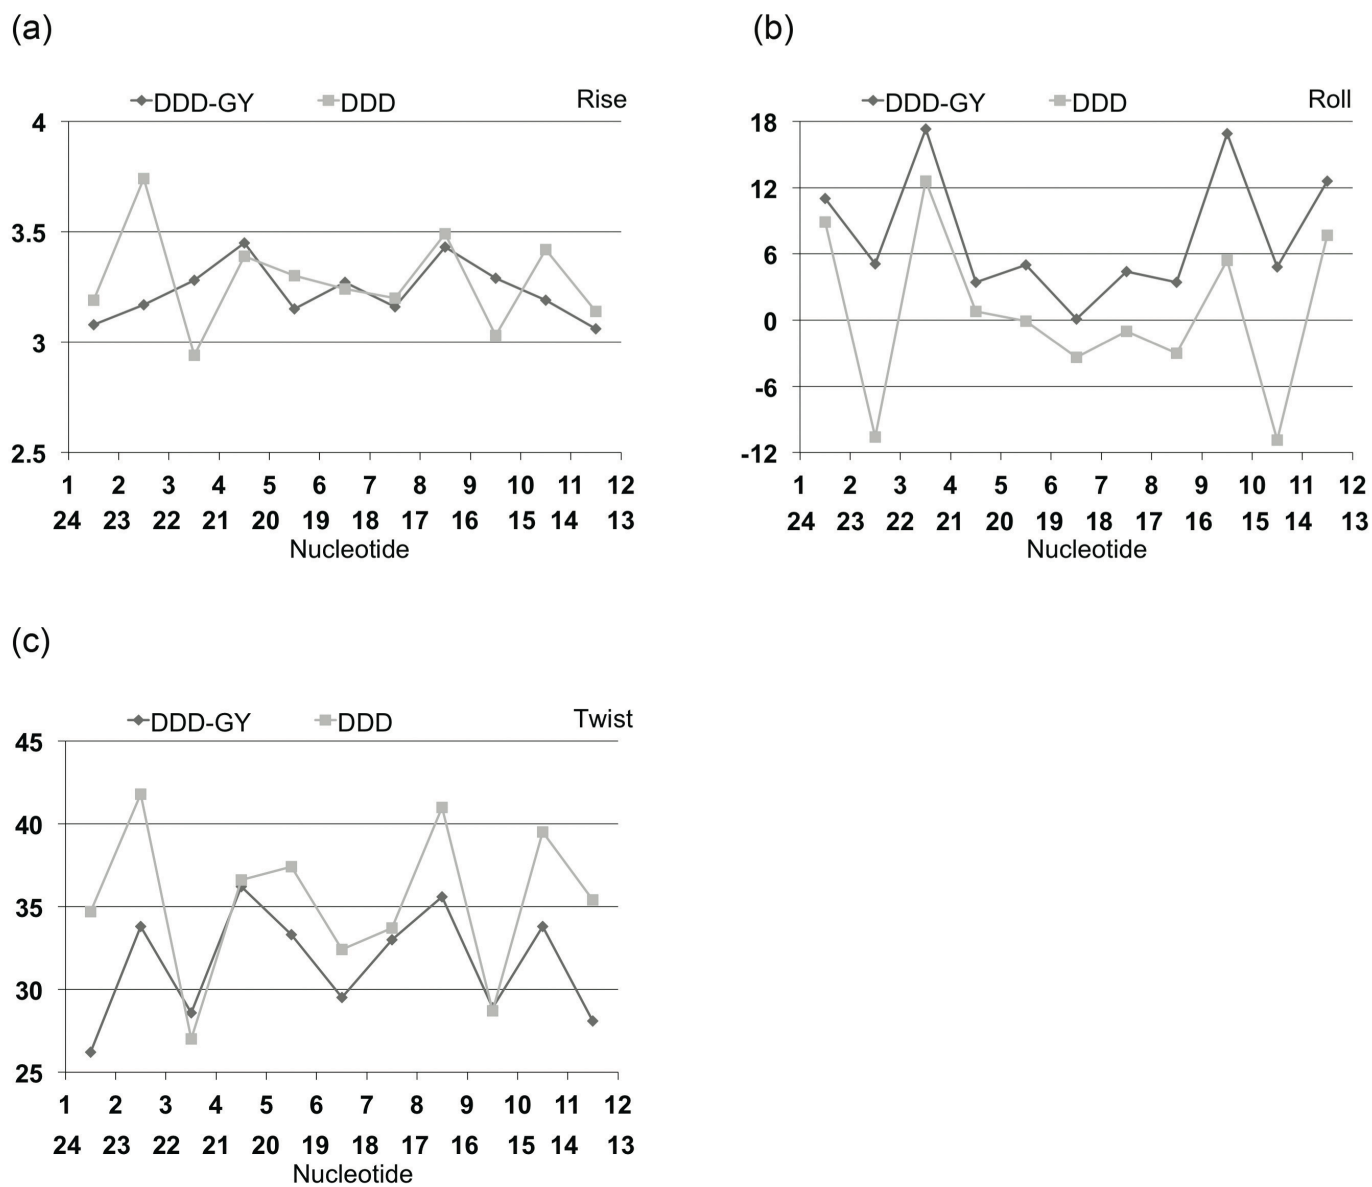 (a)
DDD-GY DDD Rise
4
3.5
3
2.5
1 2 3 4 5 6 7 8 9 10 11 12
24 23 22 21 20 19 18 17 16 15 14 13
Nucleotide
(b)
DDD-GY DDD Roll
18
12
6
0
-6
-12
1 2 3 4 5 6 7 8 9 10 11 12
24 23 22 21 20 19 18 17 16 15 14 13
Nucleotide
(c)
DDD-GY DDD Twist
45
40
35
30
25
1 2 3 4 5 6 7 8 9 10 11 12
24 23 22 21 20 19 18 17 16 15 14 13
Nucleotide